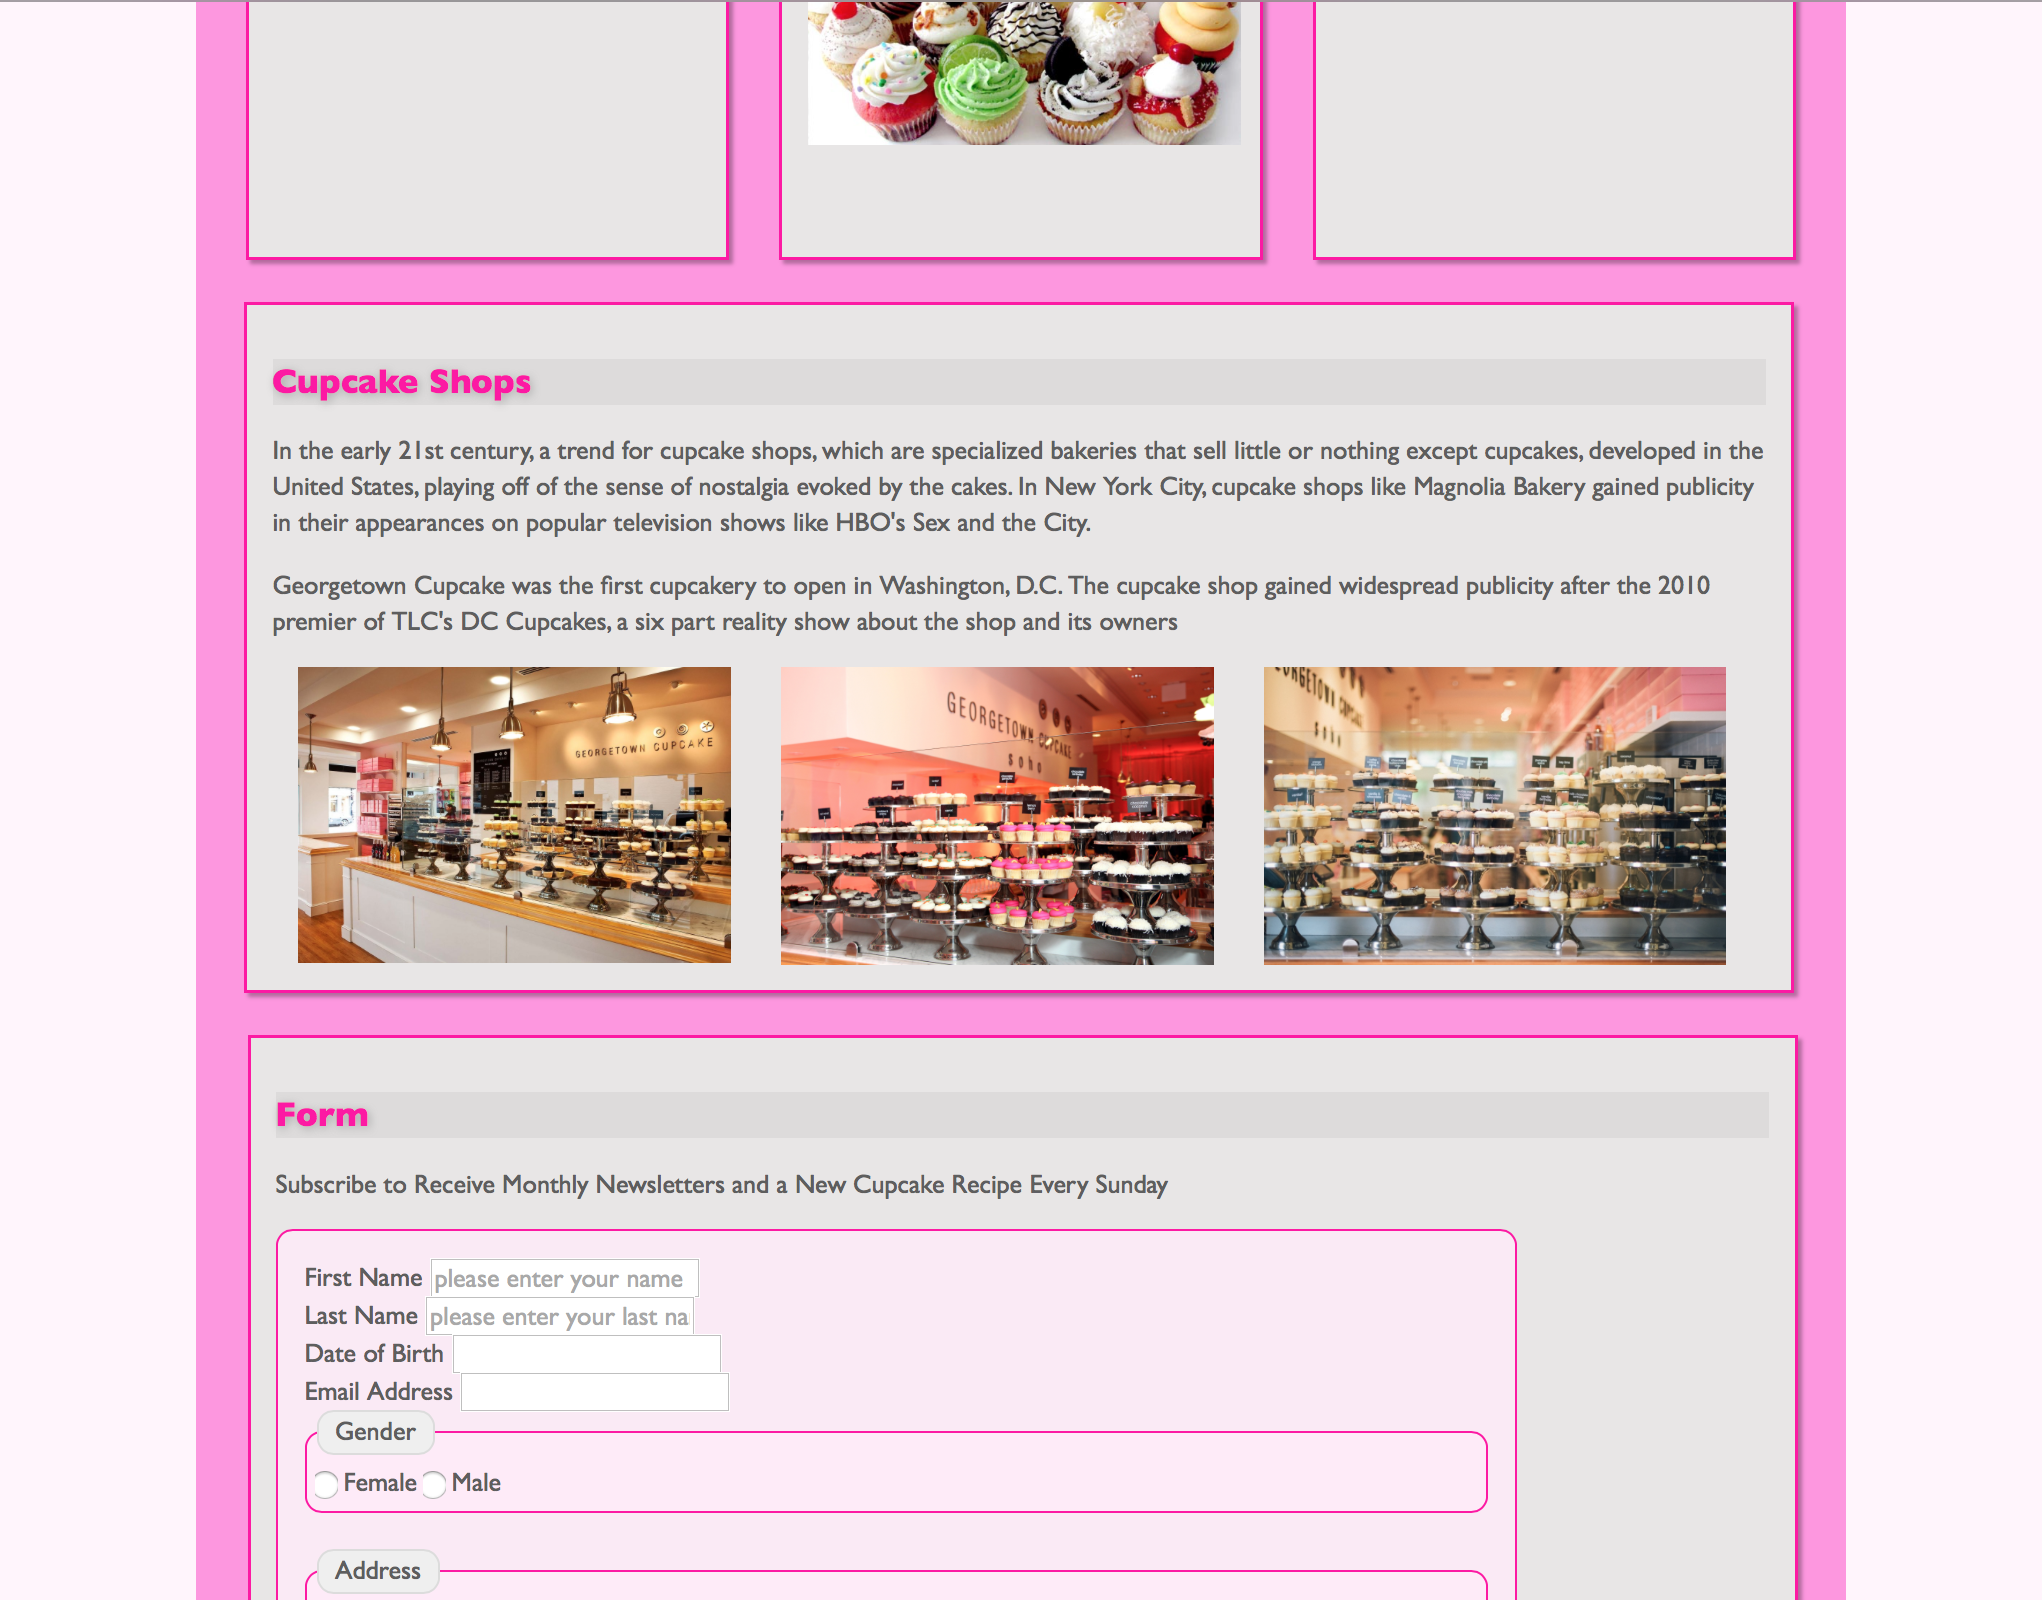 Cupcake Shops
In the early 21st century, a trend for cupcake shops, which are specialized bakeries that sell little or nothing except cupcakes, developed in the
United States, playing off of the sense of nostalgia evoked by the cakes. In New York City, cupcake shops like Magnolia Bakery gained publicity
in their appearances on popular television shows like HBO's Sex and the City.
Georgetown Cupcake was the first cupcakery to open in Washington, D.C. The cupcake shop gained widespread publicity after the 2010
premier of TLC's DC Cupcakes, a six part reality show about the shop and its owners
GEORGETOWN CUPCAKE
GEORGETOWN CUPCAKE
soho
GEORGETOWN CUPCAKE
soho
Form
Subscribe to Receive Monthly Newsletters and a New Cupcake Recipe Every Sunday
First Name please enter your name
Last Name please enter your last na
Date of Birth
Email Address
Gender
Female Male
Address